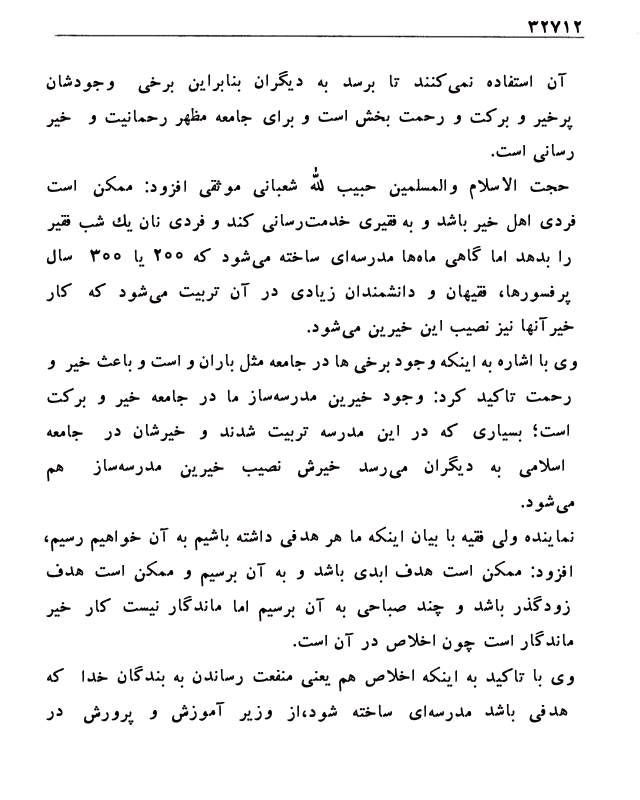 ۳۲۷۱۲
آن استفاده نمی‌کنند تا برسد به دیگران بنابراین برخی وجودشان
پرخیر و برکت و رحمت بخش است و برای جامعه مظهر رحمانیت و خیر
رسانی است.
حجت الاسلام والمسلمین حبیب لله شعبانی موثقی افزود: ممکن است
فردی اهل خیر باشد و به فقیری خدمت‌رسانی کند و فردی نان یك شب فقیر
را بدهد اما گاهی ماه‌ها مدرسه‌ای ساخته می‌شود که ۲۰۰ یا ۳۰۰ سال
پرفسورها، فقیهان و دانشمندان زیادی در آن تربیت می‌شود که کار
خیرآنها نیز نصیب این خیرین می‌شود.
وی با اشاره به اینکه وجود برخی ها در جامعه مثل باران و است و باعث خیر و
رحمت تاکید کرد: وجود خیرین مدرسه‌ساز ما در جامعه خیر و برکت
است؛ بسیاری که در این مدرسه تربیت شدند و خیرشان در جامعه
اسلامی به دیگران می‌رسد خیرش نصیب خیرین مدرسه‌ساز هم
می‌شود.
نماینده ولی فقیه با بیان اینکه ما هر هدفی داشته باشیم به آن خواهیم رسیم،
افزود: ممکن است هدف ابدی باشد و به آن برسیم و ممکن است هدف
زودگذر باشد و چند صباحی به آن برسیم اما ماندگار نیست کار خیر
ماندگار است چون اخلاص در آن است.
وی با تاکید به اینکه اخلاص هم یعنی منفعت رساندن به بندگان خدا که
هدفی باشد مدرسه‌ای ساخته شود،از وزیر آموزش و پرورش در